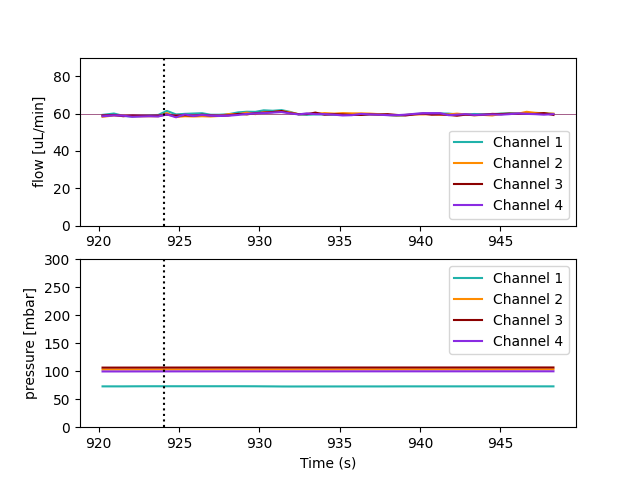 80
60
40
20
0
flow [uL/min]
Channel 1
Channel 2
Channel 3
Channel 4
920 925 930 935 940 945
300
250
200
150
100
50
0
pressure [mbar]
Channel 1
Channel 2
Channel 3
Channel 4
920 925 930 935 940 945
Time (s)